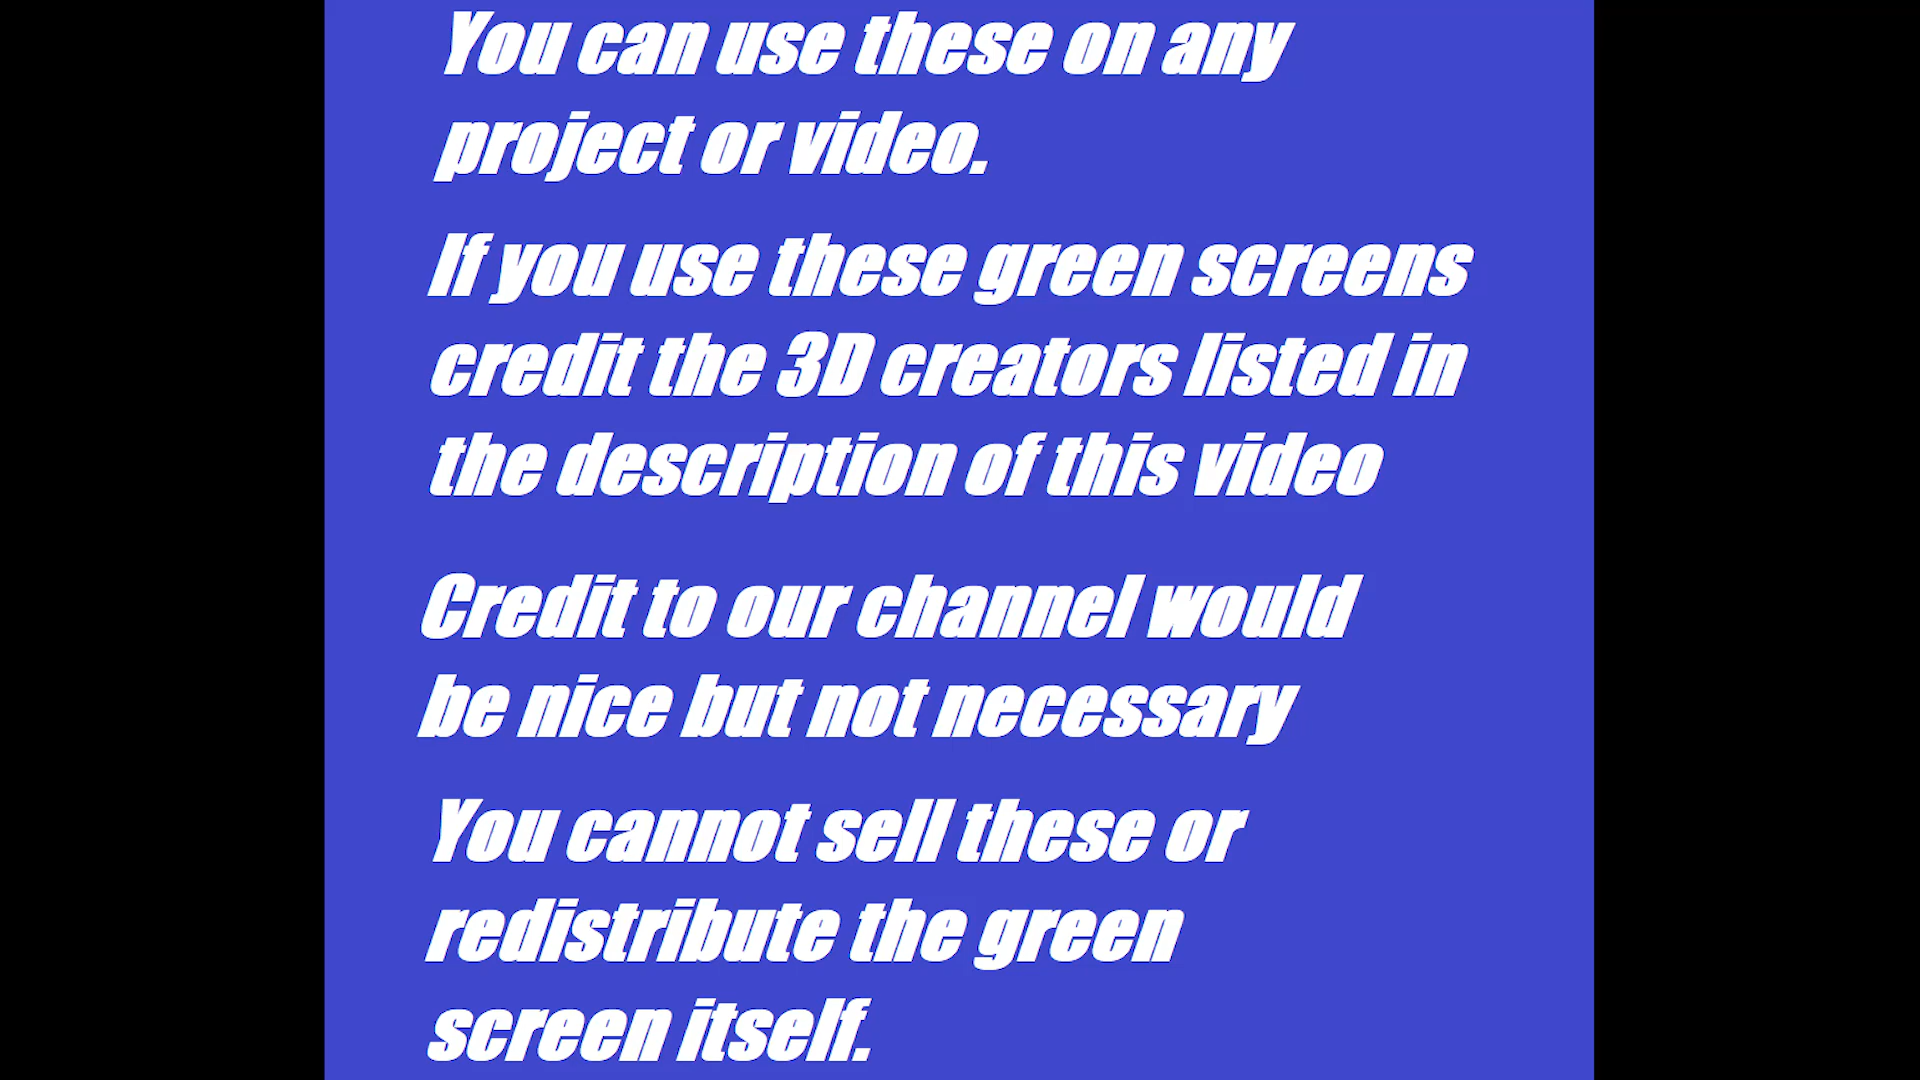 You can use these on any
project or video.
If you use these green screens
credit the 3D creators listed in
the description of this video
Credit to our channel would
be nice but not necessary
You cannot sell these or
redistribute the green
screen itself.